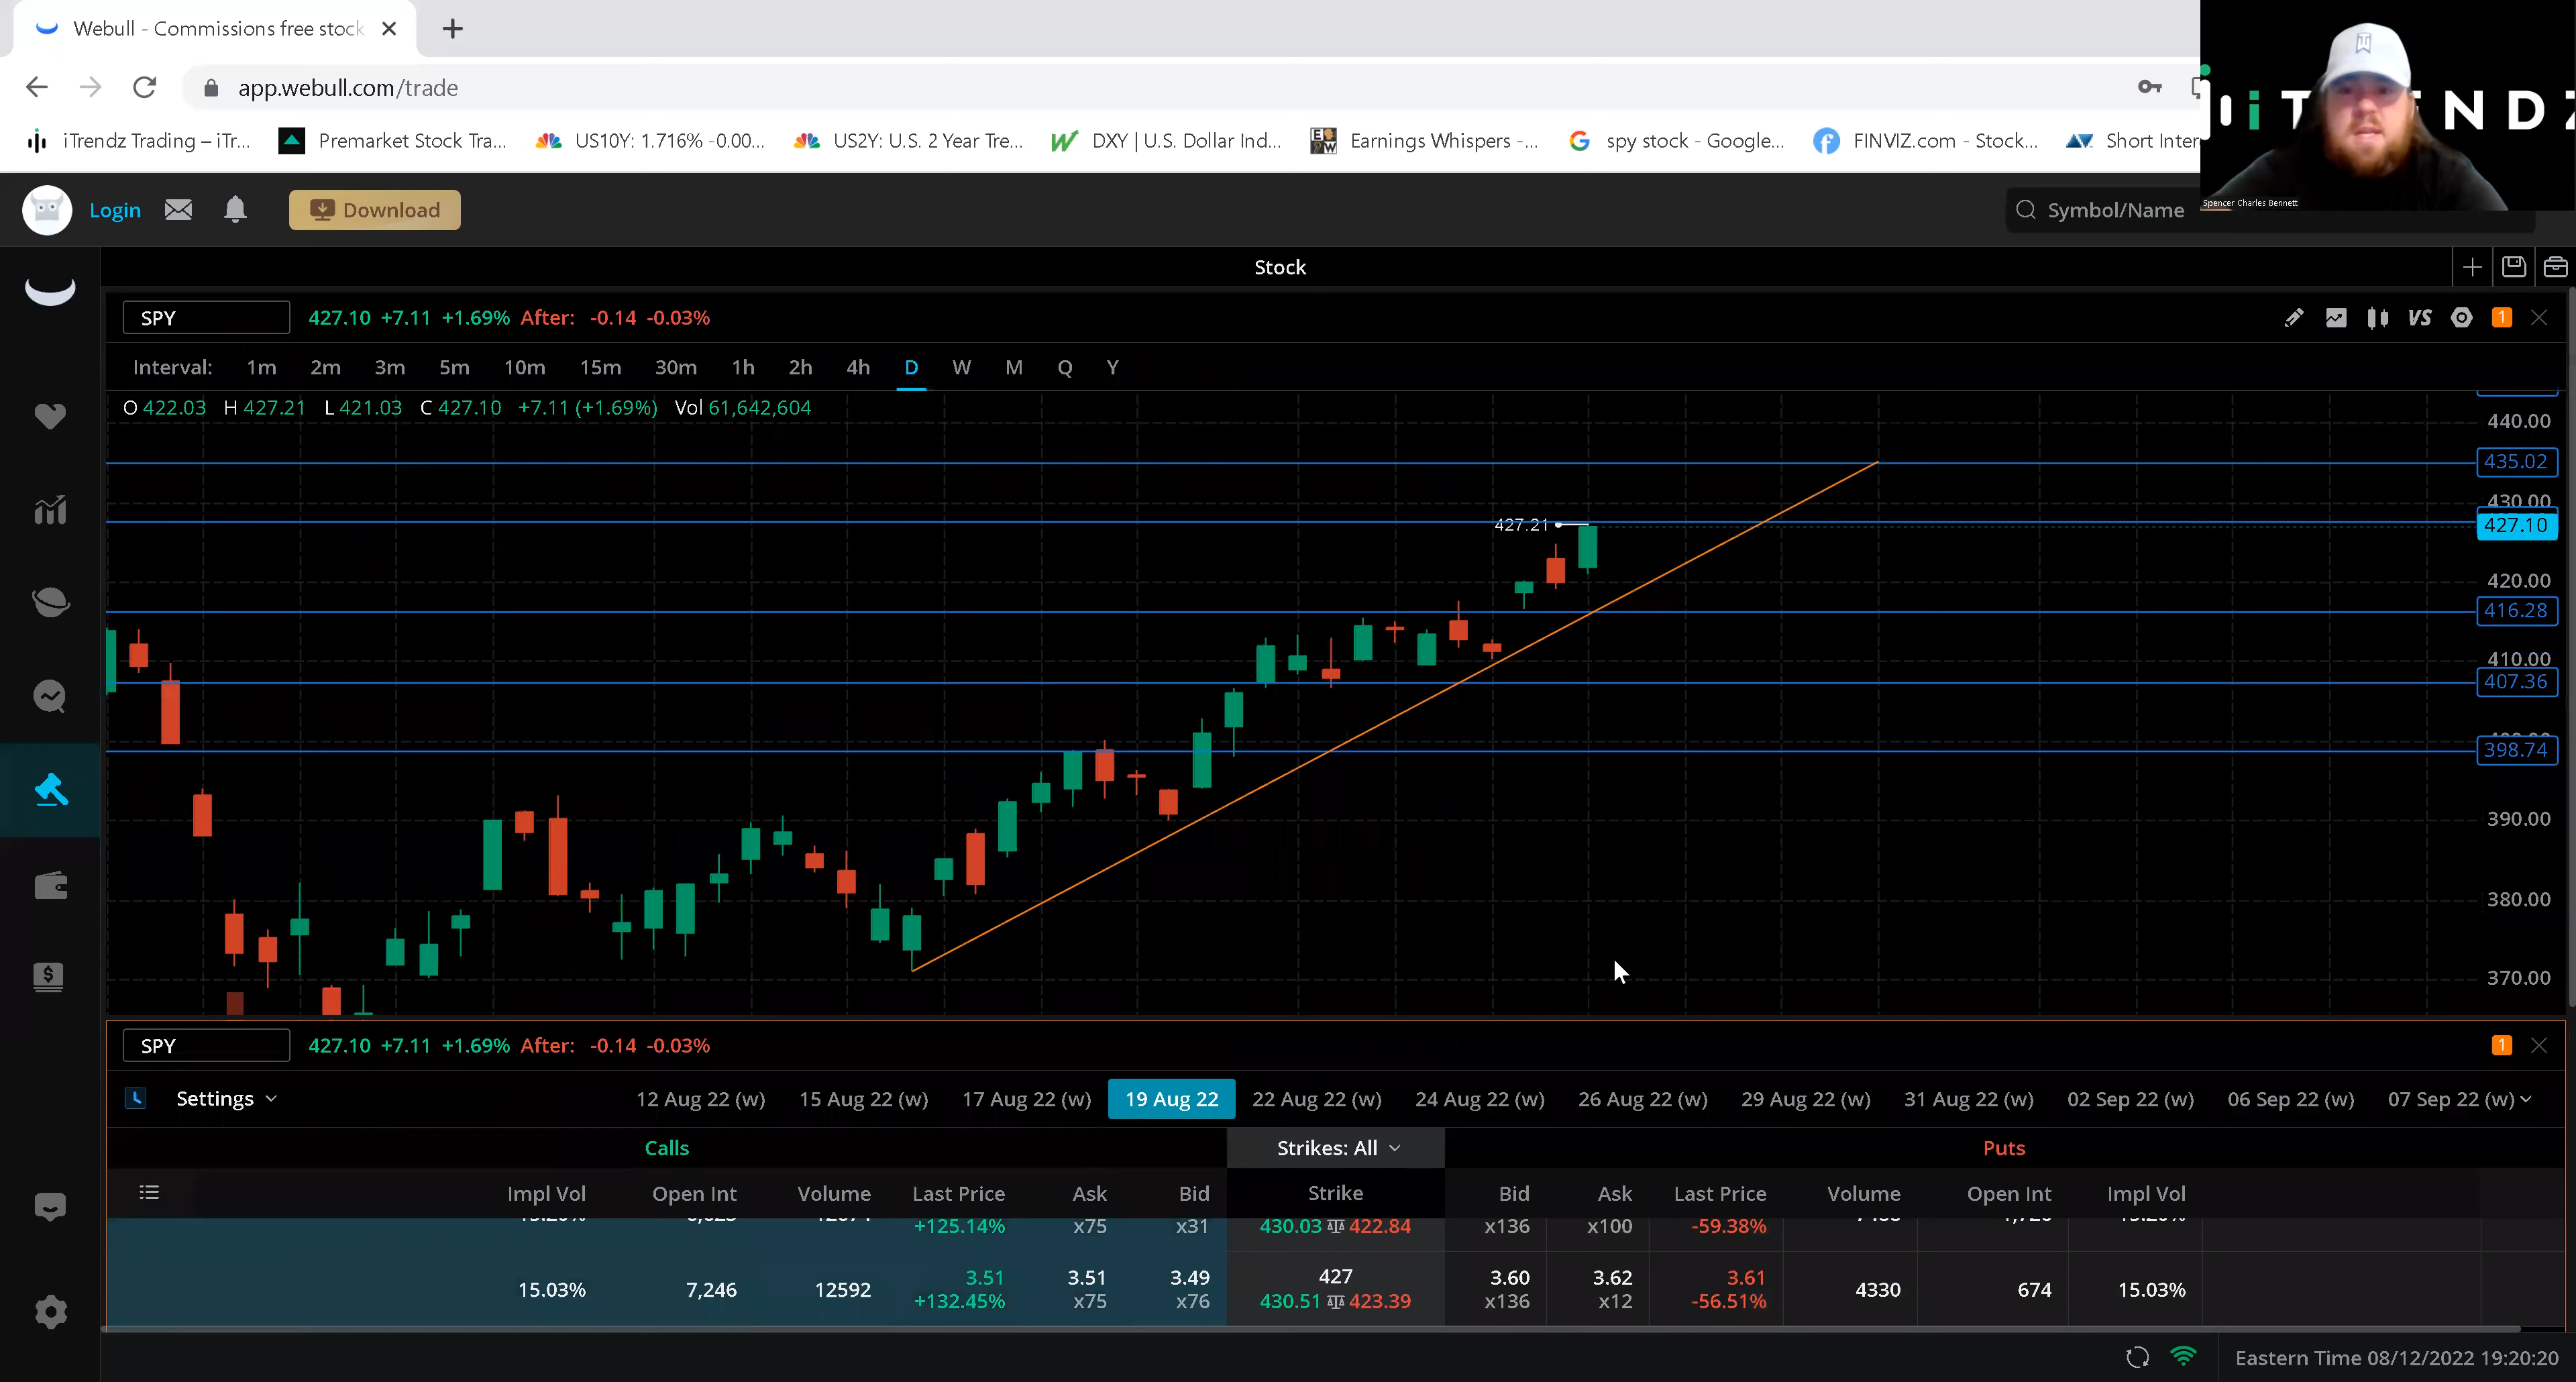 Webull - Commissions free stock
app.webull.com/trade
iTrendz Trading – iTr... Premarket Stock Tra... US10Y: 1.716% -0.00... US2Y: U.S. 2 Year Tre... DXY | U.S. Dollar Ind... Earnings Whispers -... spy stock - Google... FINVIZ.com - Stock... Short Inter
Spencer Charles Bennett
Login Download Symbol/Name
Stock
SPY 427.10 +7.11 +1.69% After: -0.14 -0.03% VS 1
Interval: 1m 2m 3m 5m 10m 15m 30m 1h 2h 4h D W M Q Y
O 422.03 H 427.21 L 421.03 C 427.10 +7.11 (+1.69%) Vol 61,642,604
440.00
435.02
430.00
427.21 427.10
420.00
416.28
410.00
407.36
398.74
390.00
380.00
370.00
SPY 427.10 +7.11 +1.69% After: -0.14 -0.03% 1
Settings 12 Aug 22 (w) 15 Aug 22 (w) 17 Aug 22 (w) 19 Aug 22 22 Aug 22 (w) 24 Aug 22 (w) 26 Aug 22 (w) 29 Aug 22 (w) 31 Aug 22 (w) 02 Sep 22 (w) 06 Sep 22 (w) 07 Sep 22 (w)
Calls Strikes: All Puts
Impl Vol Open Int Volume Last Price Ask Bid Strike Bid Ask Last Price Volume Open Int Impl Vol
+125.14% x75 x31 430.03 422.84 x136 x100 -59.38%
15.03% 7,246 12592 3.51 3.51 3.49 427 3.60 3.62 3.61 4330 674 15.03%
+132.45% x75 x76 430.51 423.39 x136 x12 -56.51%
Eastern Time 08/12/2022 19:20:20